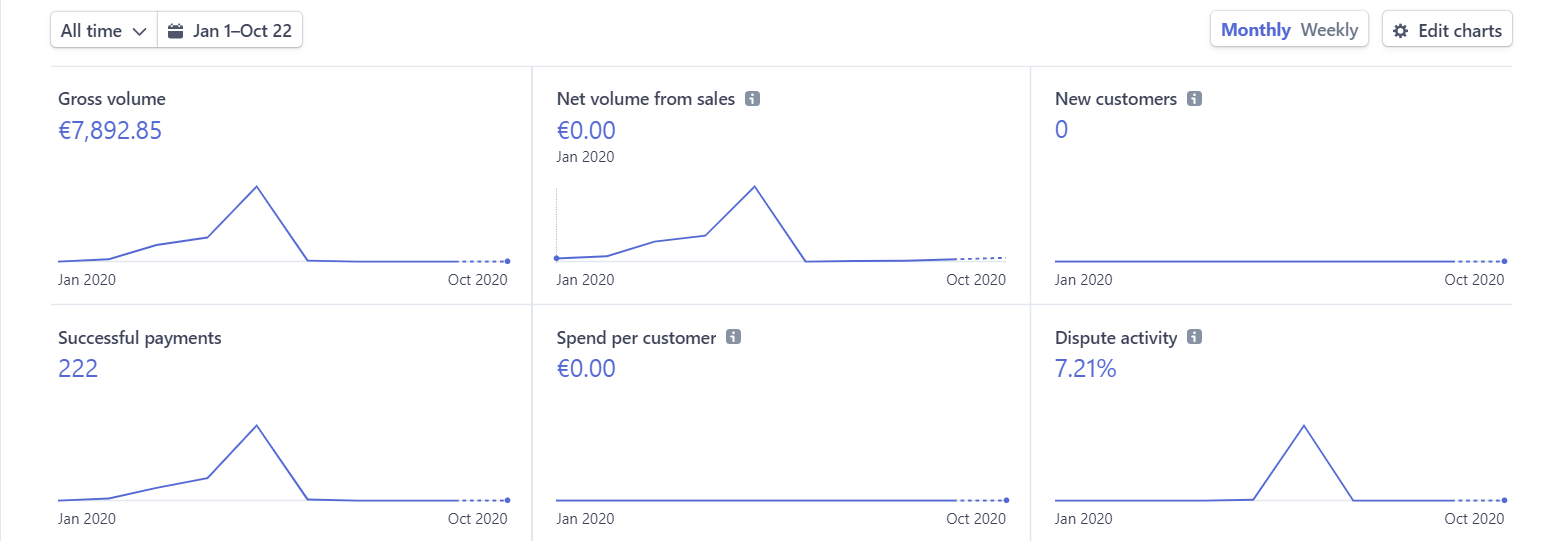 All time Jan 1–Oct 22 Monthly Weekly Edit charts
Gross volume
€7,892.85
Jan 2020 Oct 2020
Net volume from sales
€0.00
Jan 2020
Jan 2020 Oct 2020
New customers
0
Jan 2020 Oct 2020
Successful payments
222
Jan 2020 Oct 2020
Spend per customer
€0.00
Jan 2020 Oct 2020
Dispute activity
7.21%
Jan 2020 Oct 2020